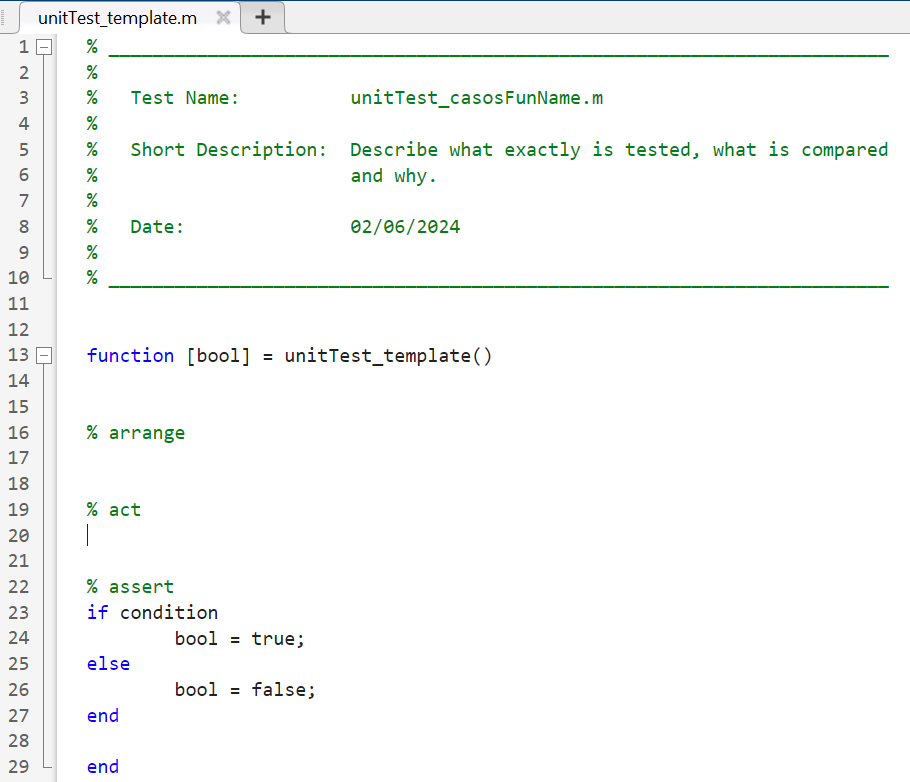 unitTest_template.m
1 % _______________________________________________________________________
2 %
3 %   Test Name:          unitTest_casosFunName.m
4 %
5 %   Short Description:  Describe what exactly is tested, what is compared
6 %                       and why.
7 %
8 %   Date:               02/06/2024
9 %
10 % _______________________________________________________________________
11
12
13 function [bool] = unitTest_template()
14
15
16 % arrange
17
18
19 % act
20
21
22 % assert
23 if condition
24         bool = true;
25 else
26         bool = false;
27 end
28
29 end